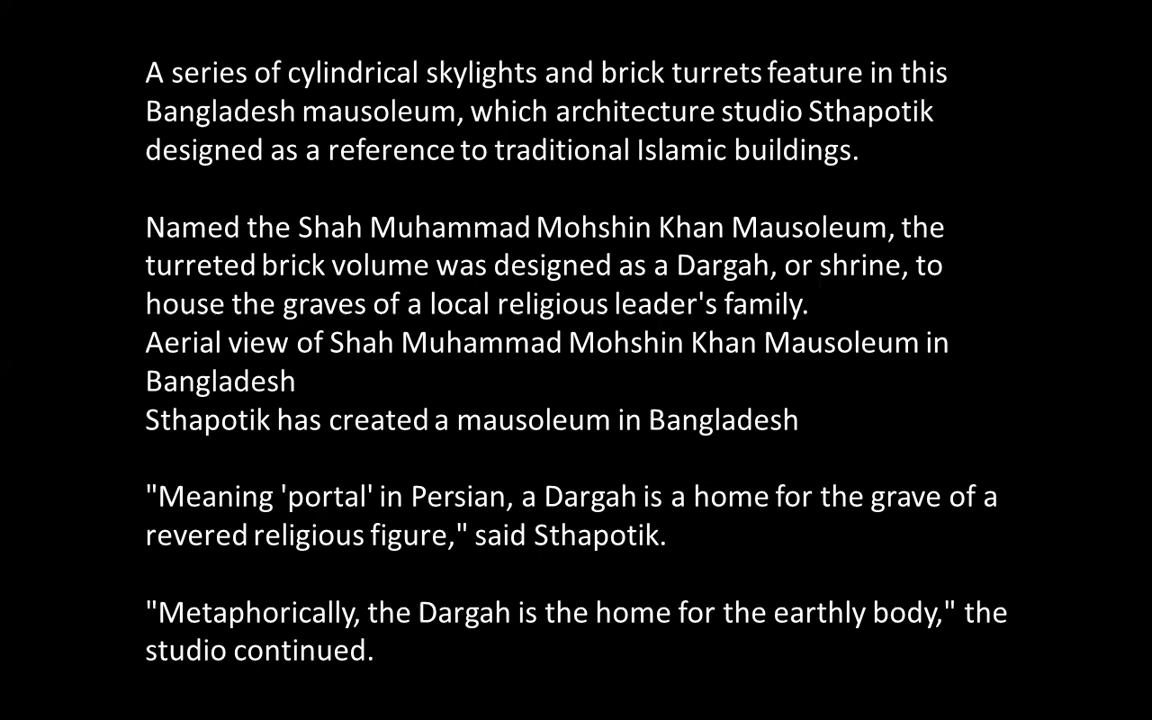 A series of cylindrical skylights and brick turrets feature in this
Bangladesh mausoleum, which architecture studio Sthapotik
designed as a reference to traditional Islamic buildings.
Named the Shah Muhammad Mohshin Khan Mausoleum, the
turreted brick volume was designed as a Dargah, or shrine, to
house the graves of a local religious leader's family.
Aerial view of Shah Muhammad Mohshin Khan Mausoleum in
Bangladesh
Sthapotik has created a mausoleum in Bangladesh
"Meaning 'portal' in Persian, a Dargah is a home for the grave of a
revered religious figure," said Sthapotik.
"Metaphorically, the Dargah is the home for the earthly body," the
studio continued.